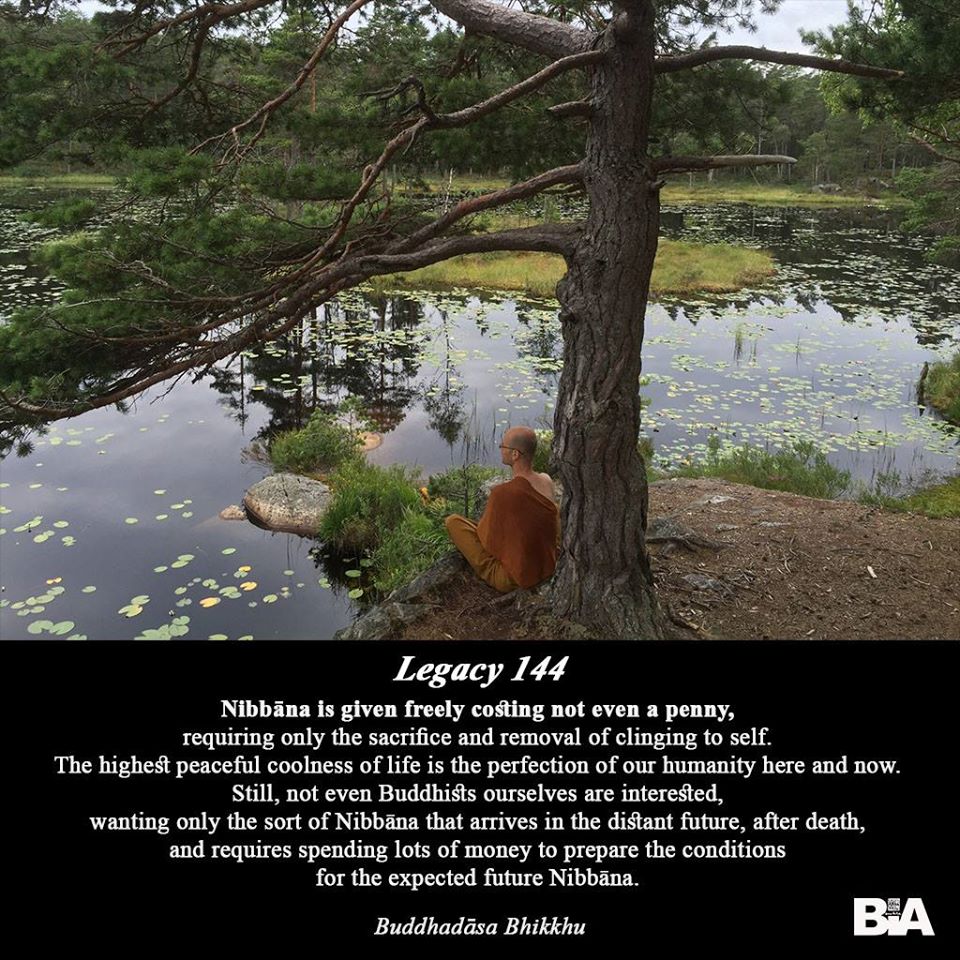 Legacy 144
Nibbāna is given freely costing not even a penny,
requiring only the sacrifice and removal of clinging to self.
The highest peaceful coolness of life is the perfection of our humanity here and now.
Still, not even Buddhists ourselves are interested,
wanting only the sort of Nibbāna that arrives in the distant future, after death,
and requires spending lots of money to prepare the conditions
for the expected future Nibbāna.
Buddhadāsa Bhikkhu
BIA